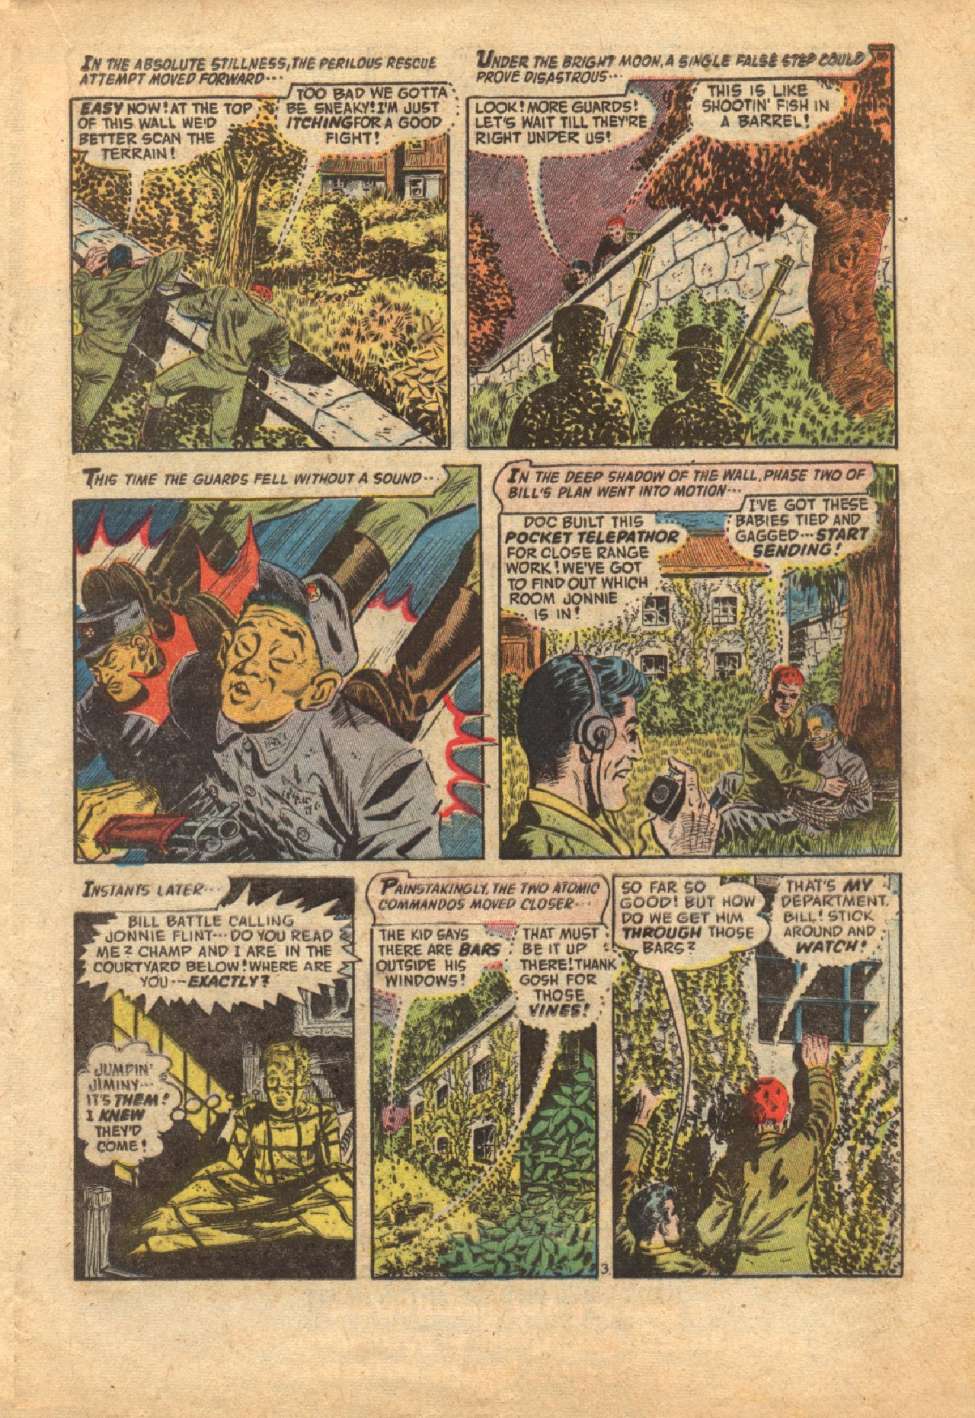 IN THE ABSOLUTE STILLNESS, THE PERILOUS RESCUE
ATTEMPT MOVED FORWARD...
EASY NOW! AT THE TOP
OF THIS WALL WE'D
BETTER SCAN THE
TERRAIN!
TOO BAD WE GOTTA
BE SNEAKY! I'M JUST
ITCHING FOR A GOOD
FIGHT!
UNDER THE BRIGHT MOON, A SINGLE FALSE STEP COULD
PROVE DISASTROUS...
LOOK! MORE GUARDS!
LET'S WAIT TILL THEY'RE
RIGHT UNDER US!
THIS IS LIKE
SHOOTIN' FISH IN
A BARREL!
THIS TIME THE GUARDS FELL WITHOUT A SOUND...
IN THE DEEP SHADOW OF THE WALL, PHASE TWO OF
BILL'S PLAN WENT INTO MOTION...
DOC BUILT THIS
POCKET TELEPATHOR
FOR CLOSE RANGE
WORK! WE'VE GOT
TO FIND OUT WHICH
ROOM JONNIE
IS IN!
I'VE GOT THESE
BABIES TIED AND
GAGGED---START
SENDING!
INSTANTS LATER...
BILL BATTLE CALLING
JONNIE FLINT---DO YOU READ
ME? CHAMP AND I ARE IN THE
COURTYARD BELOW! WHERE ARE
YOU---EXACTLY?
JUMPIN'
JIMINY---
IT'S THEM!
I KNEW
THEY'D
COME!
PAINSTAKINGLY, THE TWO ATOMIC
COMMANDOS MOVED CLOSER...
THE KID SAYS
THERE ARE BARS
OUTSIDE HIS
WINDOWS!
THAT MUST
BE IT UP
THERE! THANK
GOSH FOR
THOSE
VINES!
SO FAR SO
GOOD! BUT HOW
DO WE GET HIM
THROUGH THOSE
BARS?
THAT'S MY
DEPARTMENT,
BILL! STICK
AROUND AND
WATCH!
3